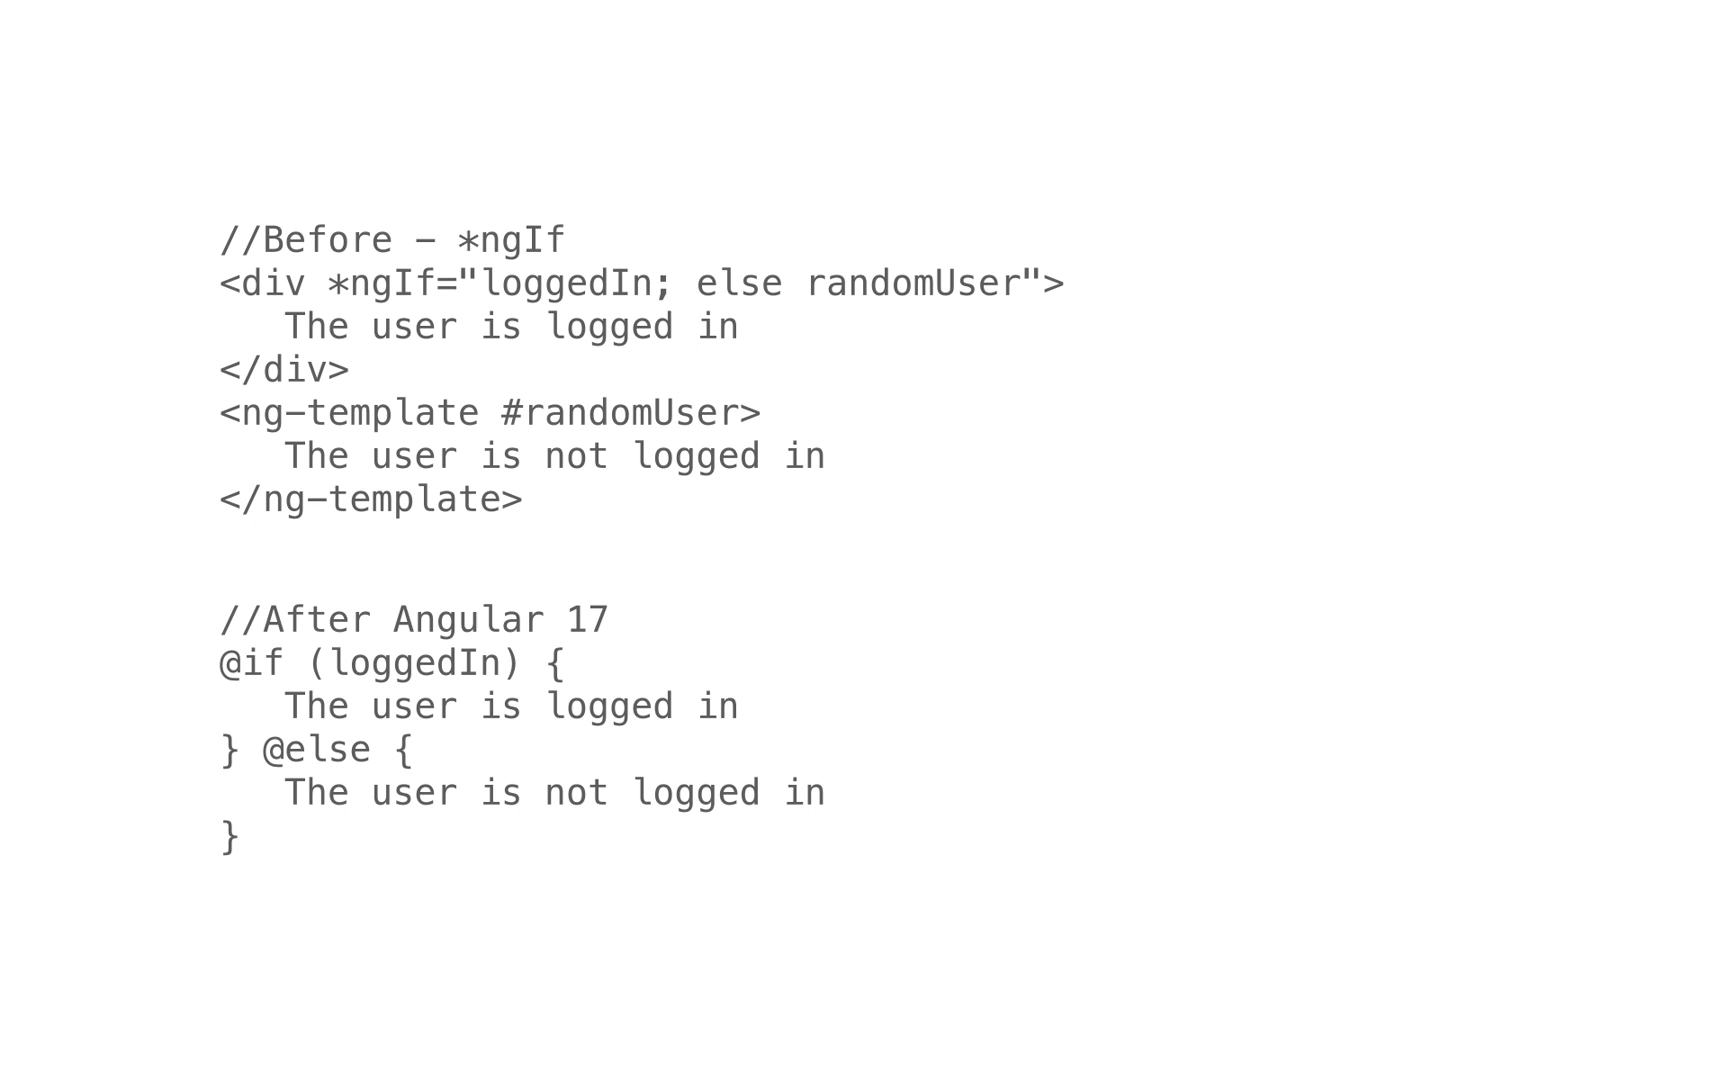 //Before – *ngIf
<div *ngIf="loggedIn; else randomUser">
   The user is logged in
</div>
<ng-template #randomUser>
   The user is not logged in
</ng-template>

//After Angular 17
@if (loggedIn) {
   The user is logged in
} @else {
   The user is not logged in
}